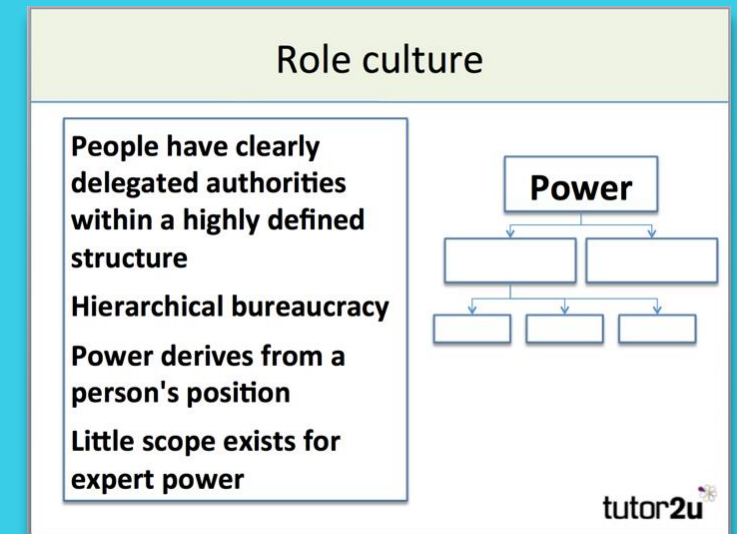 Role culture
People have clearly
delegated authorities
within a highly defined
structure
Hierarchical bureaucracy
Power derives from a
person's position
Little scope exists for
expert power
Power
tutor2u